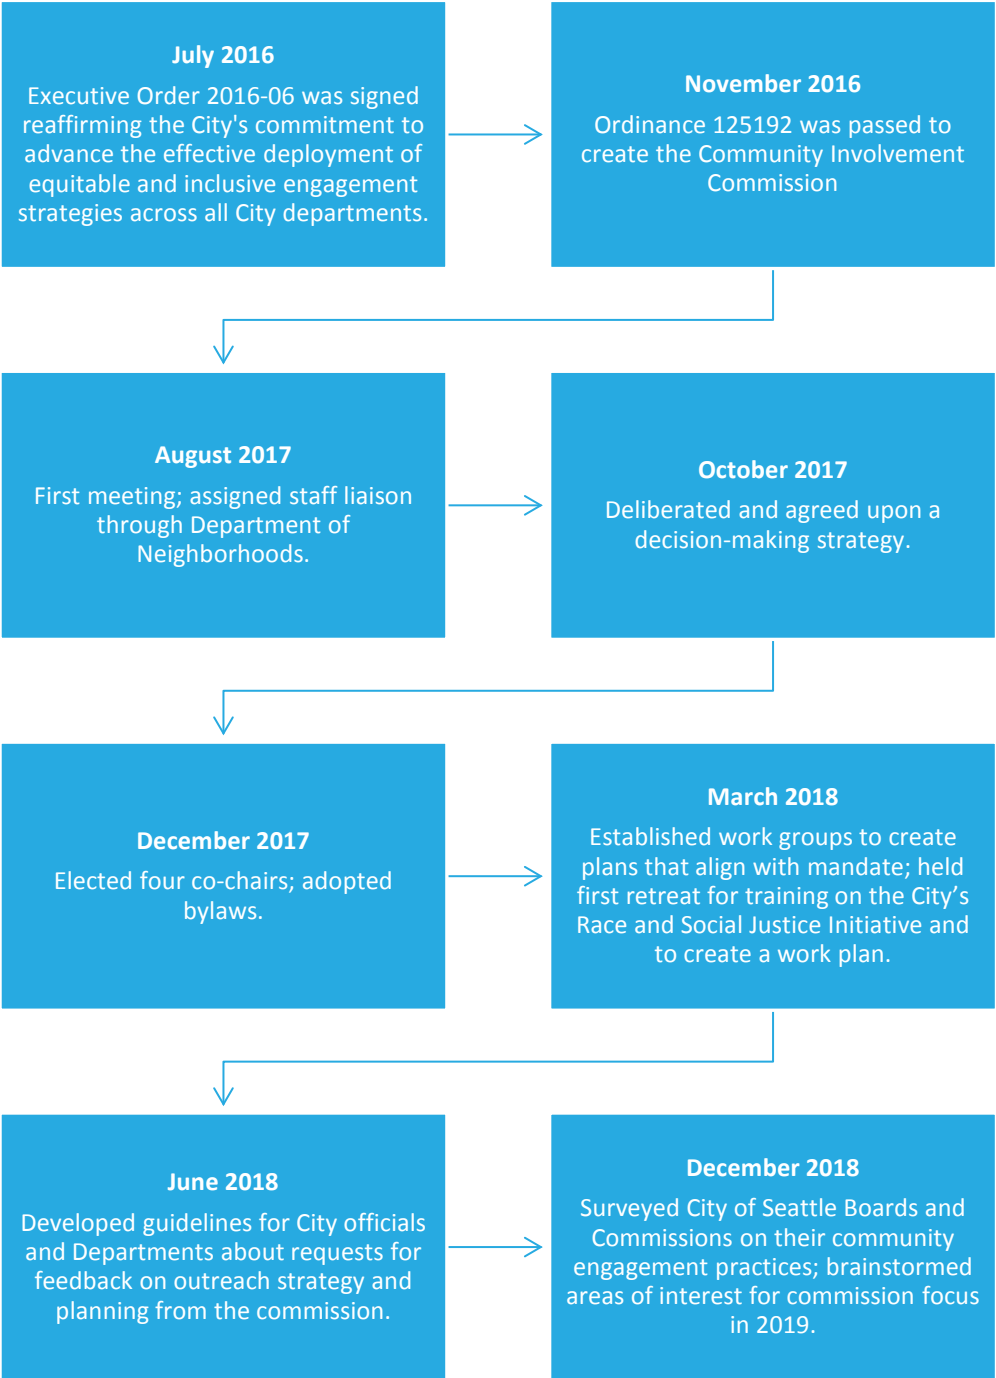 July 2016
Executive Order 2016-06 was signed
reaffirming the City's commitment to
advance the effective deployment of
equitable and inclusive engagement
strategies across all City departments.
November 2016
Ordinance 125192 was passed to
create the Community Involvement
Commission
August 2017
First meeting; assigned staff liaison
through Department of
Neighborhoods.
October 2017
Deliberated and agreed upon a
decision-making strategy.
December 2017
Elected four co-chairs; adopted
bylaws.
March 2018
Established work groups to create
plans that align with mandate; held
first retreat for training on the City’s
Race and Social Justice Initiative and
to create a work plan.
June 2018
Developed guidelines for City officials
and Departments about requests for
feedback on outreach strategy and
planning from the commission.
December 2018
Surveyed City of Seattle Boards and
Commissions on their community
engagement practices; brainstormed
areas of interest for commission focus
in 2019.